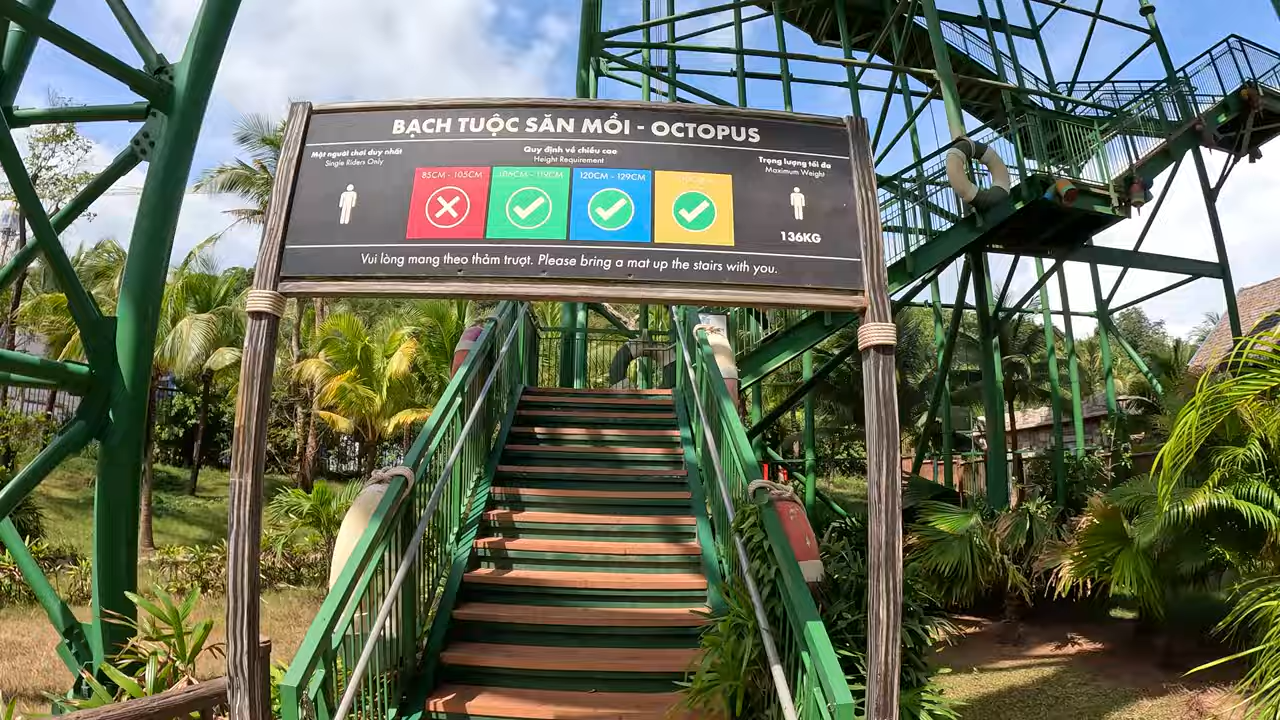 BẠCH TUỘC SĂN MỒI - OCTOPUS
Một người chơi duy nhất
Single Riders Only
Quy định về chiều cao
Height Requirement
Trọng lượng tối đa
Maximum Weight
85CM - 105CM
120CM - 129CM
136KG
Vui lòng mang theo thảm trượt. Please bring a mat up the stairs with you.